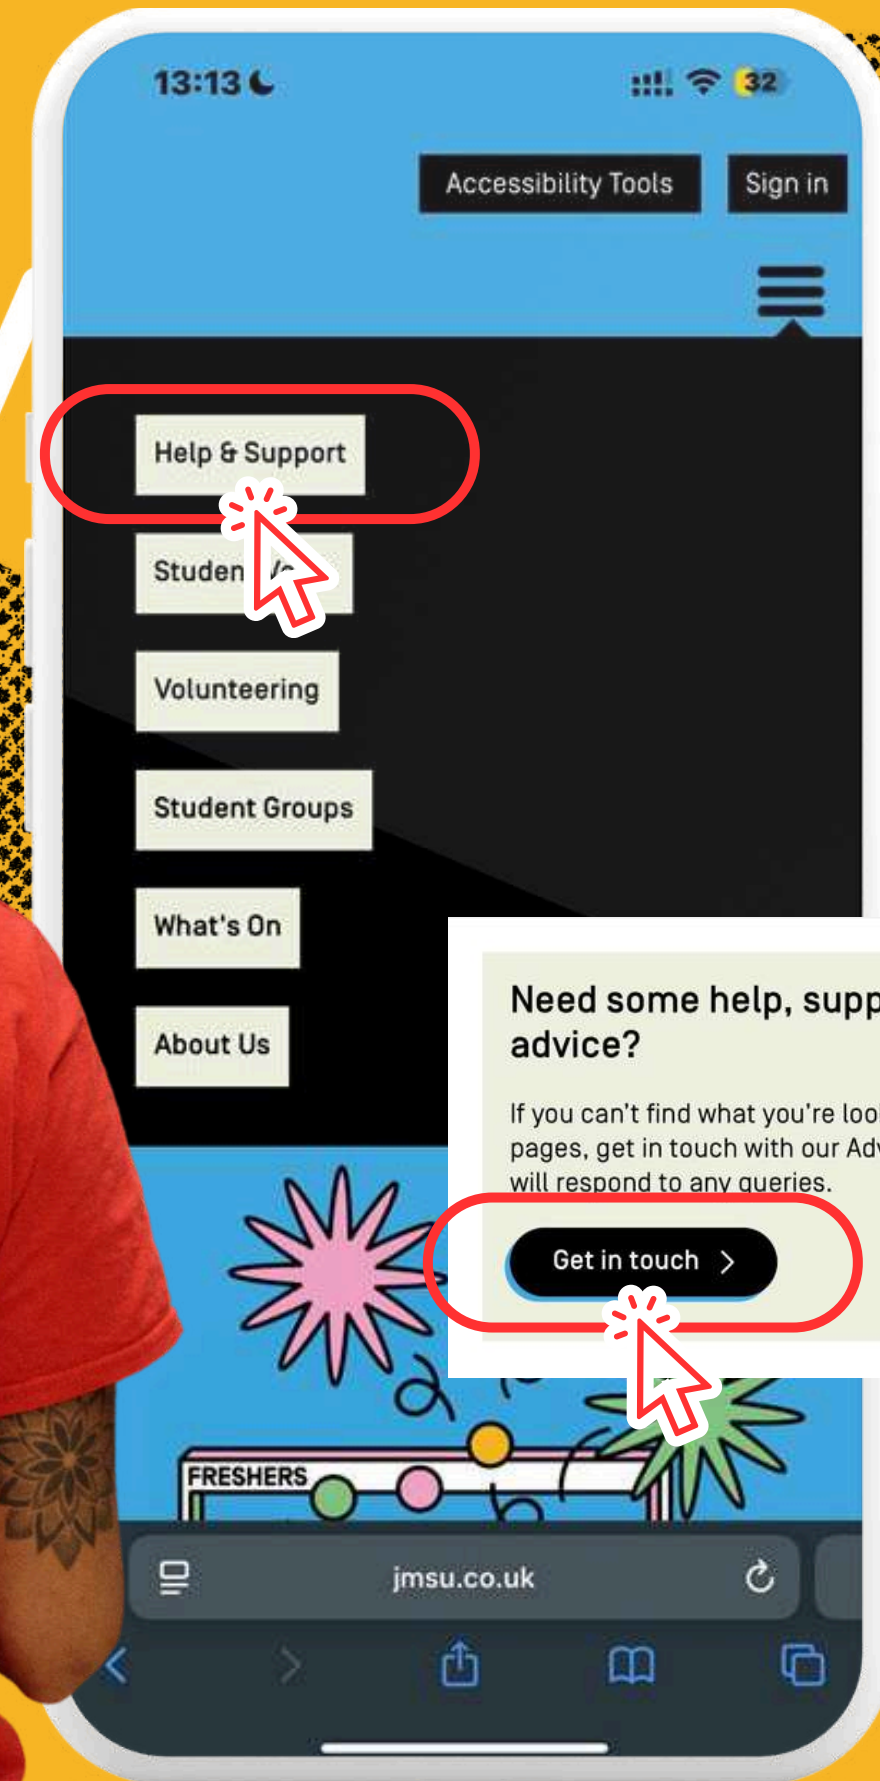 13:13
32
Accessibility Tools
Sign in
Help & Support
Studen
Volunteering
Student Groups
What's On
About Us
Need some help, supp
advice?
If you can't find what you're loo
pages, get in touch with our Adv
will respond to any queries.
Get in touch
FRESHERS
jmsu.co.uk